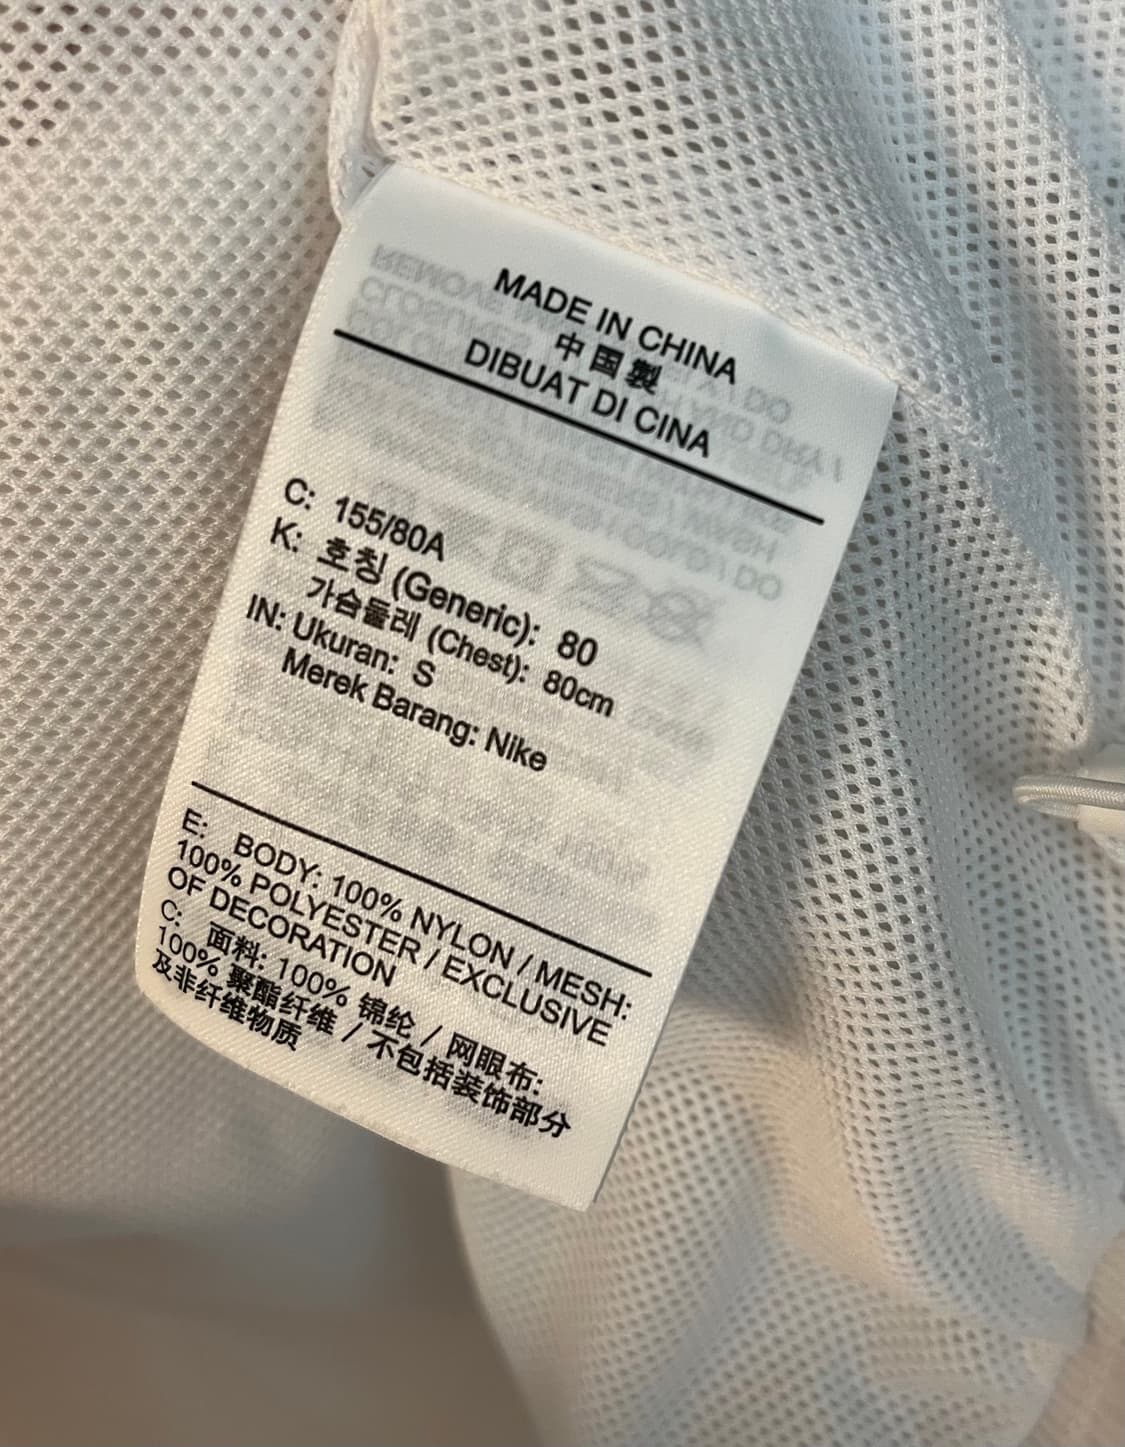 MADE IN CHINA
中国製
DIBUAT DI CINA
C: 155/80A
K: 호칭 (Generic): 80
가슴둘레 (Chest): 80cm
IN: Ukuran: S
Merek Barang: Nike
E: BODY: 100% NYLON / MESH:
100% POLYESTER / EXCLUSIVE
OF DECORATION
C: 面料: 100% 锦纶 / 网眼布:
100% 聚酯纤维 / 不包括装饰部分
及非纤维物质